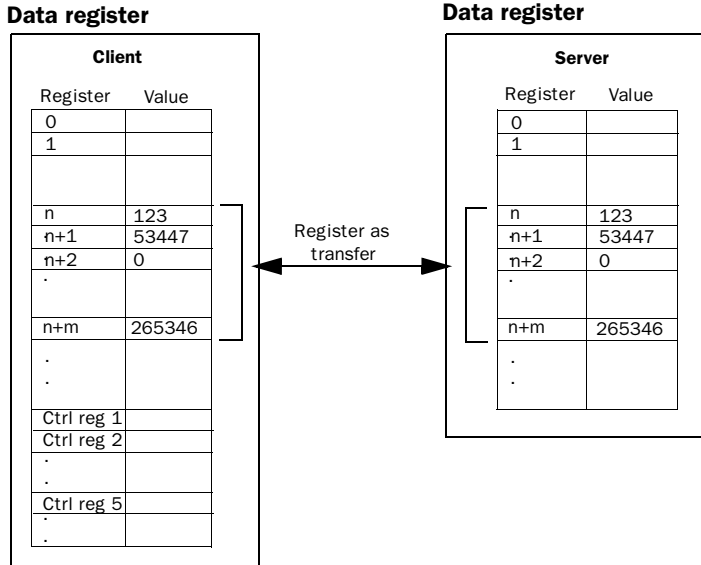 Data register
Client
Register Value
0
1
n 123
n+1 53447
n+2 0
.
n+m 265346
.
.
Ctrl reg 1
Ctrl reg 2
.
.
Ctrl reg 5
.
.
Register as
transfer
Data register
Server
Register Value
0
1
n 123
n+1 53447
n+2 0
.
n+m 265346
.
.